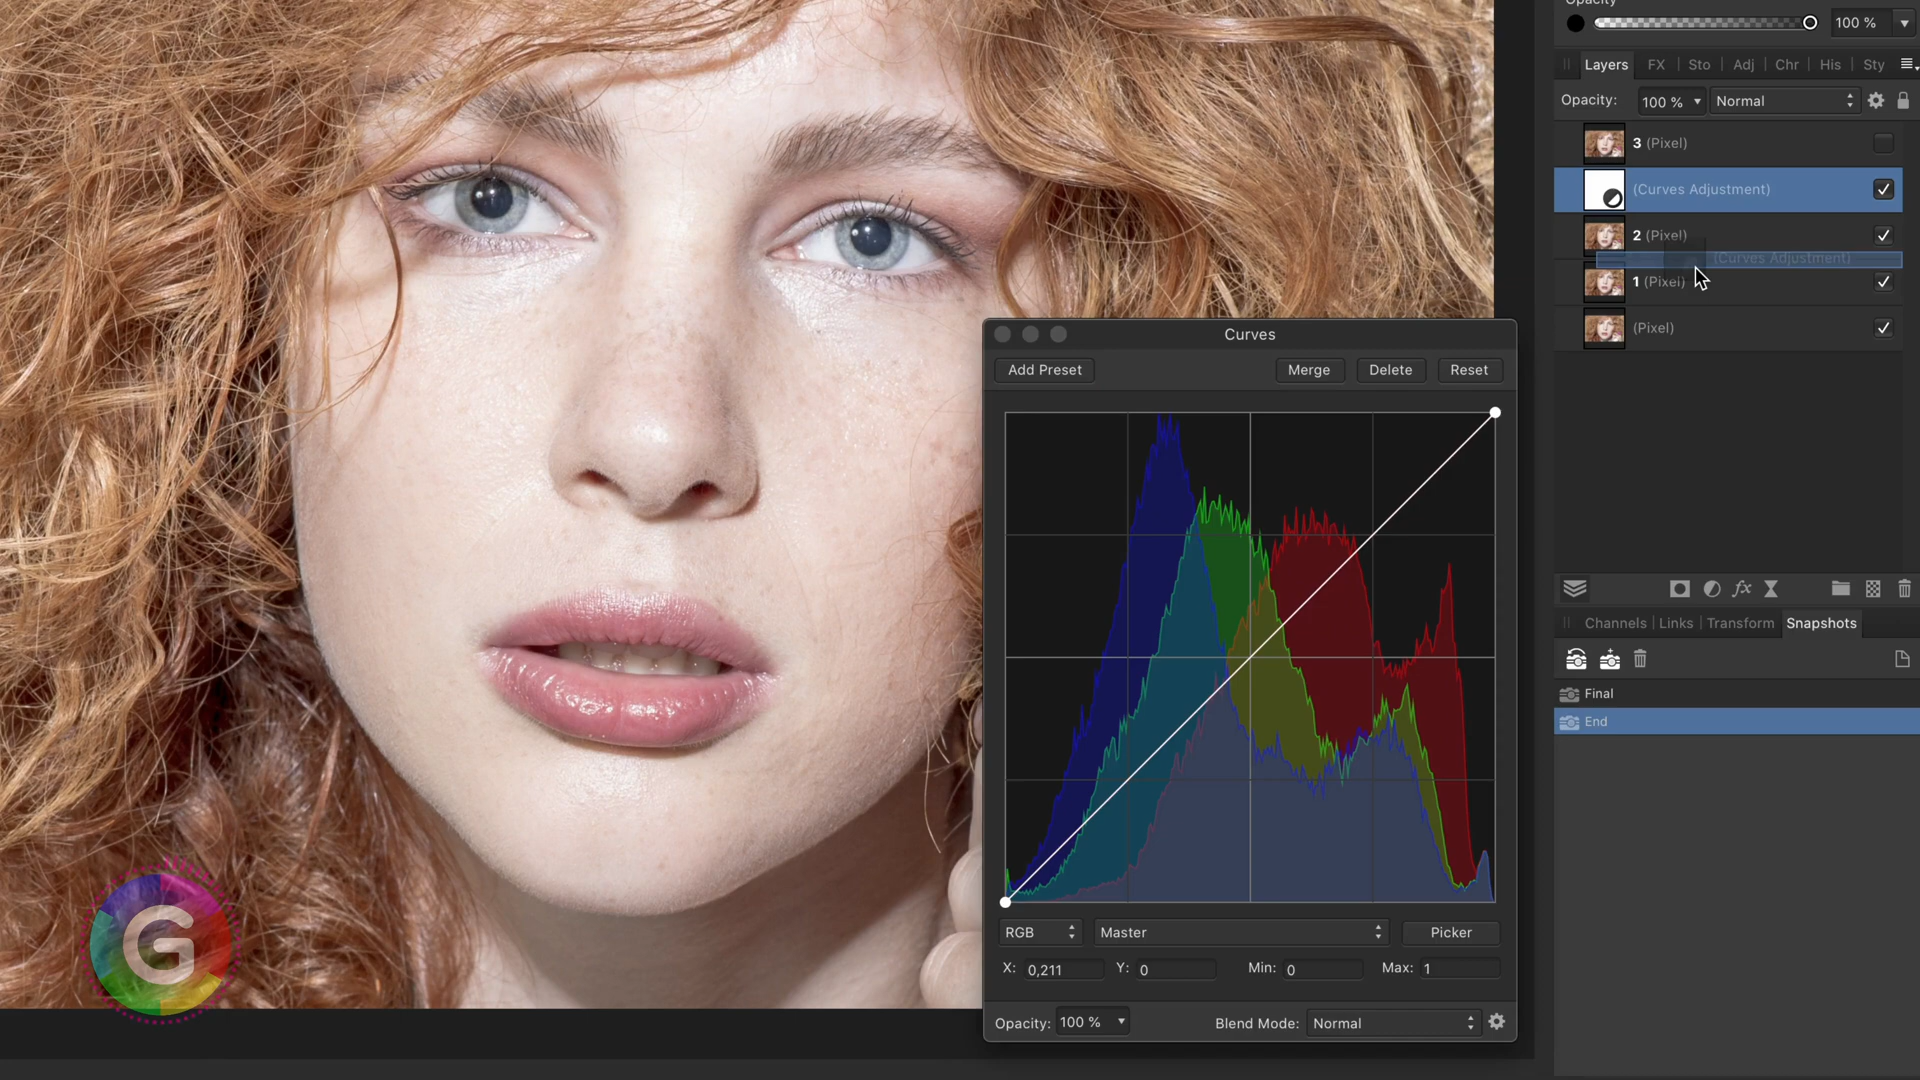 Opacity
100 %
Layers FX Sto Adj Chr His Sty
Opacity: 100 % Normal
3 (Pixel)
(Curves Adjustment)
2 (Pixel)
(Curves Adjustment)
1 (Pixel)
(Pixel)
Curves
Add Preset Merge Delete Reset
fx
Channels Links Transform Snapshots
Final
End
RGB Master Picker
X: 0,211 Y: 0 Min: 0 Max: 1
Opacity: 100 % Blend Mode: Normal
G